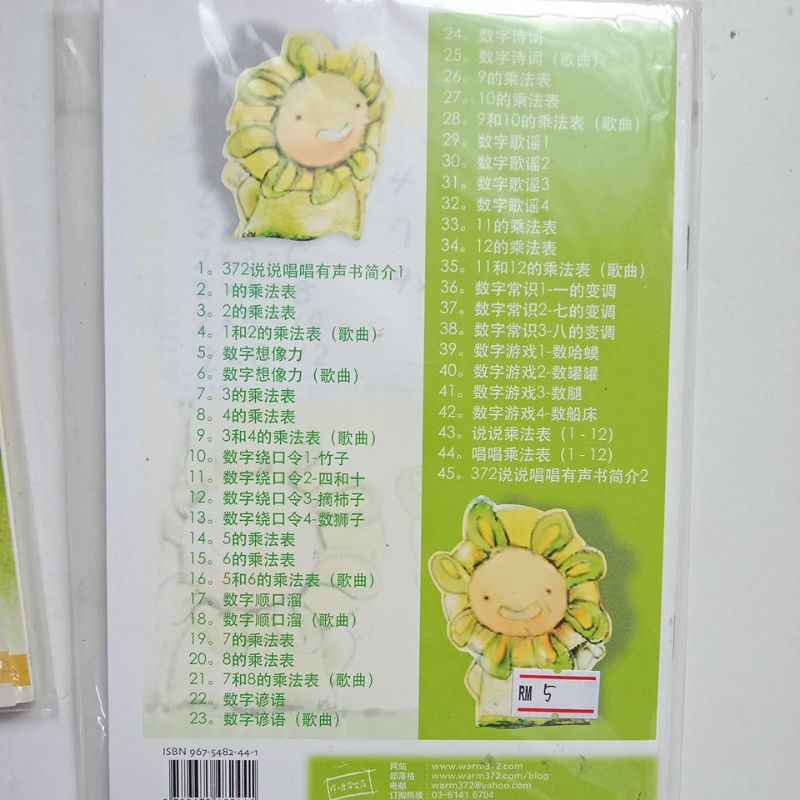 1。372说说唱唱有声书简介1
2。1的乘法表
3。2的乘法表
4。1和2的乘法表（歌曲）
5。数字想像力
6。数字想像力（歌曲）
7。3的乘法表
8。4的乘法表
9。3和4的乘法表（歌曲）
10。数字绕口令1-竹子
11。数字绕口令2-四和十
12。数字绕口令3-摘柿子
13。数字绕口令4-数狮子
14。5的乘法表
15。6的乘法表
16。5和6的乘法表（歌曲）
17。数字顺口溜
18。数字顺口溜（歌曲）
19。7的乘法表
20。8的乘法表
21。7和8的乘法表（歌曲）
22。数字谚语
23。数字谚语（歌曲）
24。数字诗词
25。数字诗词（歌曲）
26。9的乘法表
27。10的乘法表
28。9和10的乘法表（歌曲）
29。数字歌谣1
30。数字歌谣2
31。数字歌谣3
32。数字歌谣4
33。11的乘法表
34。12的乘法表
35。11和12的乘法表（歌曲）
36。数字常识1-一的变调
37。数字常识2-七的变调
38。数字常识3-八的变调
39。数字游戏1-数哈蟆
40。数字游戏2-数罐罐
41。数字游戏3-数腿
42。数字游戏4-数船床
43。说说乘法表（1-12）
44。唱唱乘法表（1-12）
45。372说说唱唱有声书简介2
RM 5
ISBN 967-5482-44-1
网站 : www.warm372.com
部落格 : www.warm372.com/blog
电邮 : warm372@yahoo.com
订购热线 : 03-6141 6704